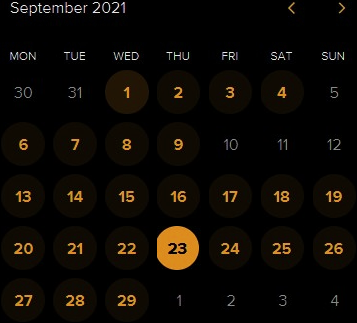 September 2021
MON TUE WED THU FRI SAT SUN
30 31 1 2 3 4 5
6 7 8 9 10 11 12
13 14 15 16 17 18 19
20 21 22 23 24 25 26
27 28 29 1 2 3 4